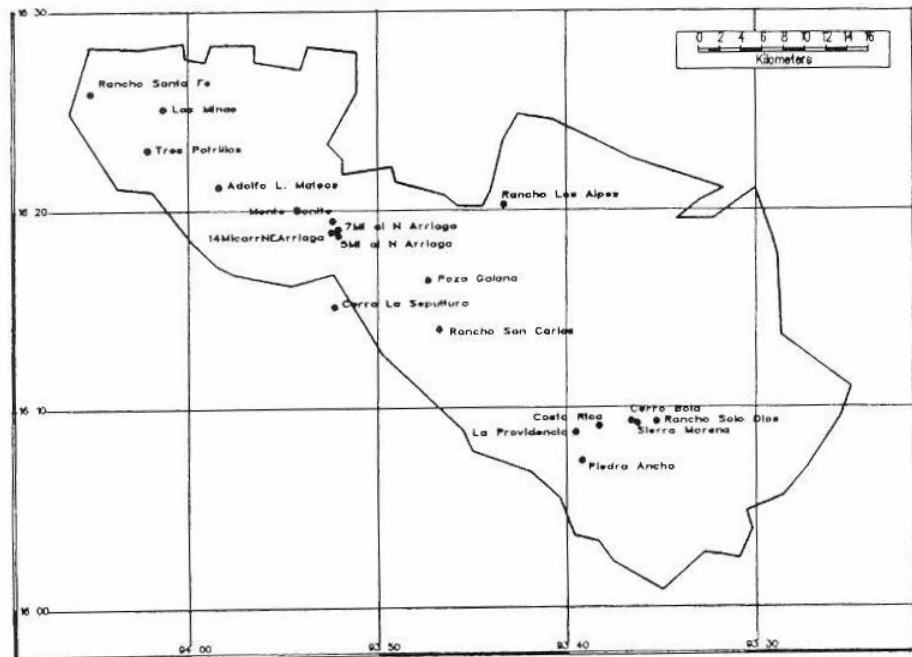 16 30
0 2 4 6 8 10 12 14 16
Kilometers
Rancho Santa Fe
Las Minas
Tres Potrillos
Adolfo L. Mateos
Rancho Los Alpes
16 20
Monte Bonito
7Mi al N Arriaga
14MicarrNEArriaga
5Mi al N Arriaga
Poza Galana
Cerro La Sepultura
Rancho San Carlos
16 10
Costa Rica
Cerro Bola
Rancho Solo Dios
La Providencia
Sierra Morena
Piedra Ancha
16 00
94 00
93 50
93 40
93 30